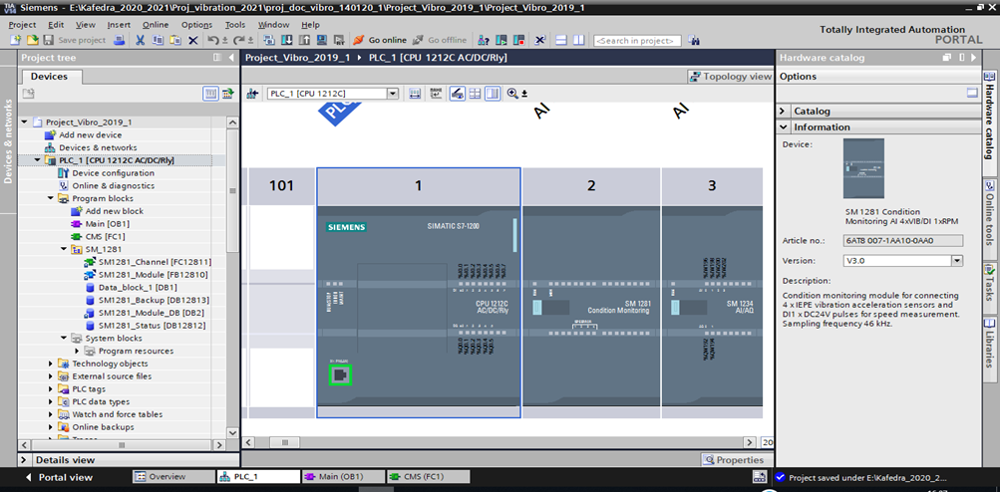 Siemens - E:\Kafedra_2020_2021\Proj_vibration_2021\proj_doc_vibro_140120_1\Project_Vibro_2019_1\Project_Vibro_2019_1
Project Edit View Insert Online Options Tools Window Help
Totally Integrated Automation
PORTAL
Save project Go online Go offline <Search in project>
Project tree
Devices
Devices & networks
Project_Vibro_2019_1
Add new device
Devices & networks
PLC_1 [CPU 1212C AC/DC/Rly]
Device configuration
Online & diagnostics
Program blocks
Add new block
Main [OB1]
CMS [FC1]
SM_1281
SM1281_Channel [FC12811]
SM1281_Module [FB12810]
Data_block_1 [DB1]
SM1281_Backup [DB12813]
SM1281_Module_DB [DB2]
SM1281_Status [DB12812]
System blocks
Program resources
Technology objects
External source files
PLC tags
PLC data types
Watch and force tables
Online backups
Details view
Project_Vibro_2019_1 PLC_1 [CPU 1212C AC/DC/Rly]
Topology view
PLC_1 [CPU 1212C]
PLC
AI
AI
101 1 2 3
SIEMENS SIMATIC S7-1200
CPU 1212C
AC/DC/Rly
SM 1281
Condition Monitoring
SM 1234
AI/AQ
20
Properties
Hardware catalog
Options
Catalog
Information
Device:
SM 1281 Condition
Monitoring AI 4xVIB/DI 1xRPM
Article no.: 6AT8 007-1AA10-0AA0
Version: V3.0
Description:
Condition monitoring module for connecting
4 x IEPE vibration acceleration sensors and
DI1 x DC24V pulses for speed measurement.
Sampling frequency 46 kHz.
Hardware catalog
Online tools
Tasks
Libraries
Portal view Overview PLC_1 Main (OB1) CMS (FC1) Project saved under E:\Kafedra_2020_2...